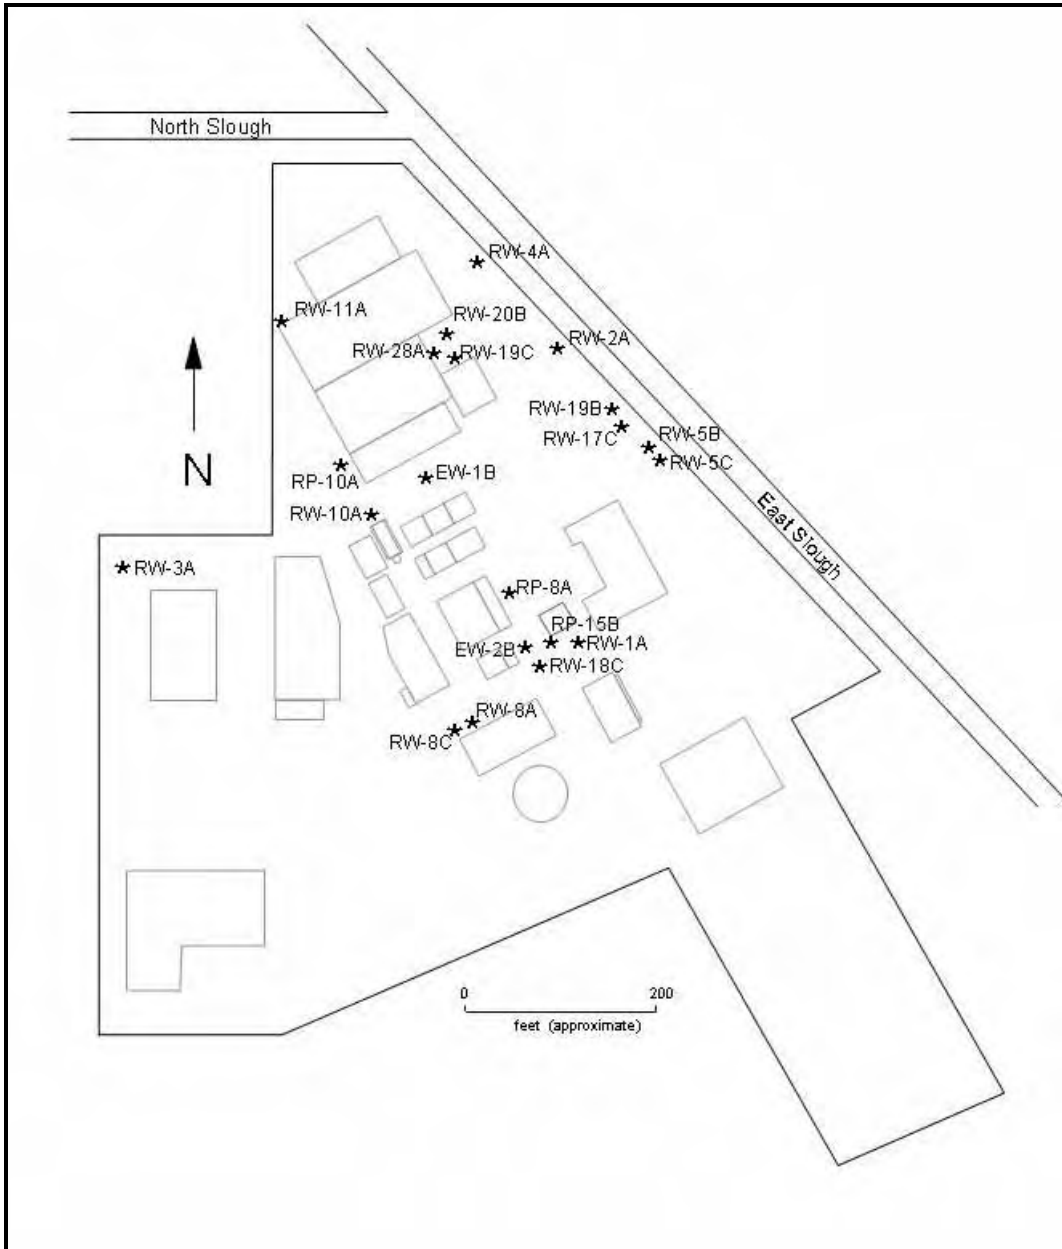 North Slough
RW-4A
RW-11A
RW-20B
RW-2A
RW-28A
RW-19C
RW-19B
RW-17C
RW-5B
RW-5C
RP-10A
EW-1B
N
RW-10A
East Slough
RW-3A
RP-8A
RP-15B
EW-2B
RW-1A
RW-18C
RW-8A
RW-8C
0 200
feet (approximate)